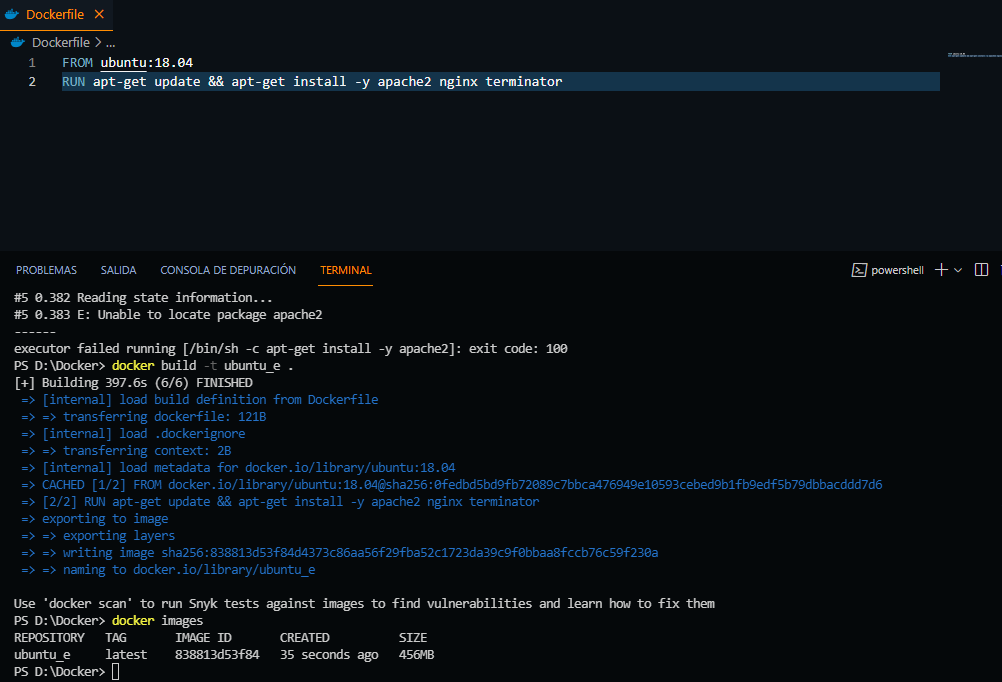 Dockerfile ✕
Dockerfile > ...
1 FROM ubuntu:18.04
2 RUN apt-get update && apt-get install -y apache2 nginx terminator
PROBLEMAS SALIDA CONSOLA DE DEPURACIÓN TERMINAL powershell
#5 0.382 Reading state information...
#5 0.383 E: Unable to locate package apache2
------
executor failed running [/bin/sh -c apt-get install -y apache2]: exit code: 100
PS D:\Docker> docker build -t ubuntu_e .
[+] Building 397.6s (6/6) FINISHED
=> [internal] load build definition from Dockerfile
=> => transferring dockerfile: 121B
=> [internal] load .dockerignore
=> => transferring context: 2B
=> [internal] load metadata for docker.io/library/ubuntu:18.04
=> CACHED [1/2] FROM docker.io/library/ubuntu:18.04@sha256:0fedbd5bd9fb72089c7bbca476949e10593cebed9b1fb9edf5b79dbbacddd7d6
=> [2/2] RUN apt-get update && apt-get install -y apache2 nginx terminator
=> exporting to image
=> => exporting layers
=> => writing image sha256:838813d53f84d4373c86aa56f29fba52c1723da39c9f0bbaa8fccb76c59f230a
=> => naming to docker.io/library/ubuntu_e
Use 'docker scan' to run Snyk tests against images to find vulnerabilities and learn how to fix them
PS D:\Docker> docker images
REPOSITORY TAG IMAGE ID CREATED SIZE
ubuntu_e latest 838813d53f84 35 seconds ago 456MB
PS D:\Docker>